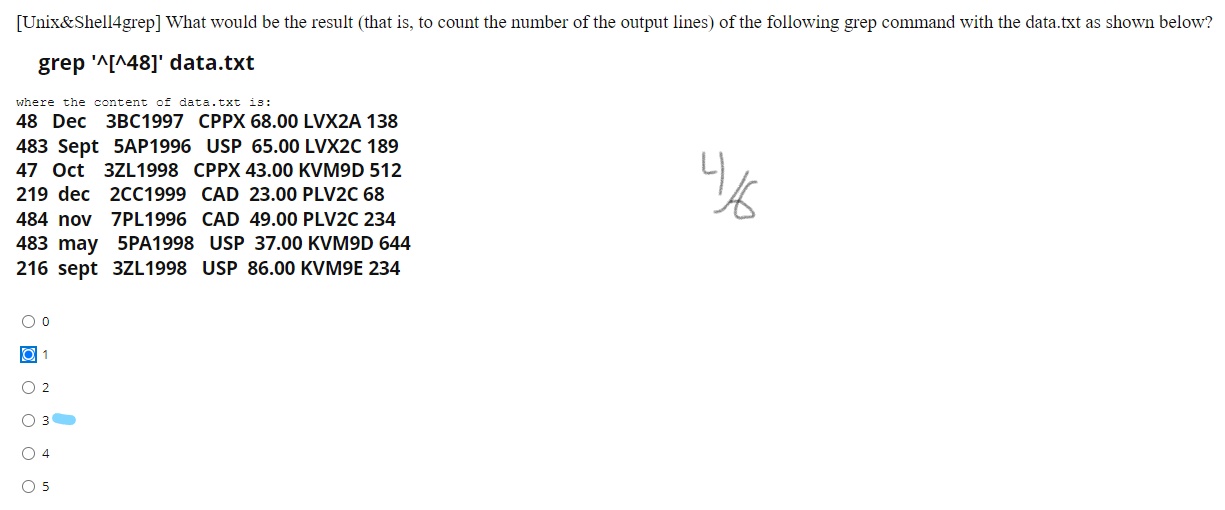 [Unix&Shell4grep] What would be the result (that is, to count the number of the output lines) of the following grep command with the data.txt as shown below?
grep '^[^48]' data.txt
where the content of data.txt is:
48 Dec 3BC1997 CPPX 68.00 LVX2A 138
483 Sept 5AP1996 USP 65.00 LVX2C 189
47 Oct 3ZL1998 CPPX 43.00 KVM9D 512
219 dec 2CC1999 CAD 23.00 PLV2C 68
484 nov 7PL1996 CAD 49.00 PLV2C 234
483 may 5PA1998 USP 37.00 KVM9D 644
216 sept 3ZL1998 USP 86.00 KVM9E 234
0
1
2
3
4
5